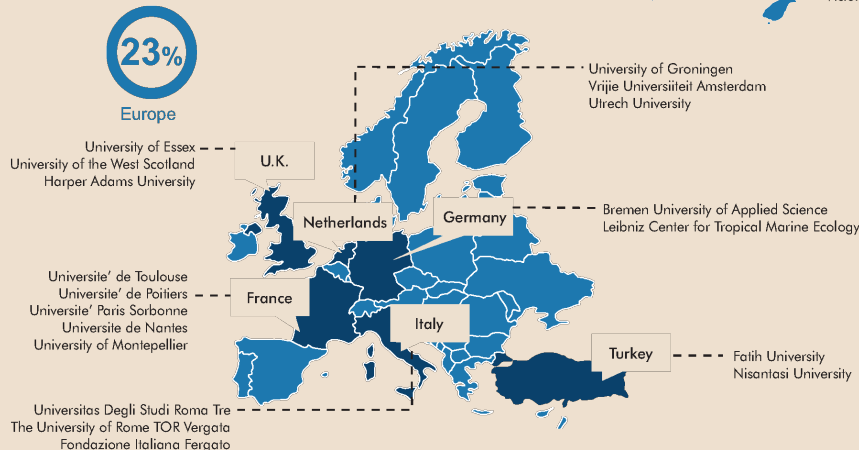 23%
Europe
University of Groningen
Vrijie Universiiteit Amsterdam
Utrech University
University of Essex
University of the West Scotland
Harper Adams University
U.K.
Netherlands
Germany
Bremen University of Applied Science
Leibniz Center for Tropical Marine Ecology
Universite' de Toulouse
Universite' de Poitiers
Universite' Paris Sorbonne
Universite de Nantes
University of Montepellier
France
Italy
Turkey
Fatih University
Nisantasi University
Universitas Degli Studi Roma Tre
The University of Rome TOR Vergata
Fondazione Italiana Fergato